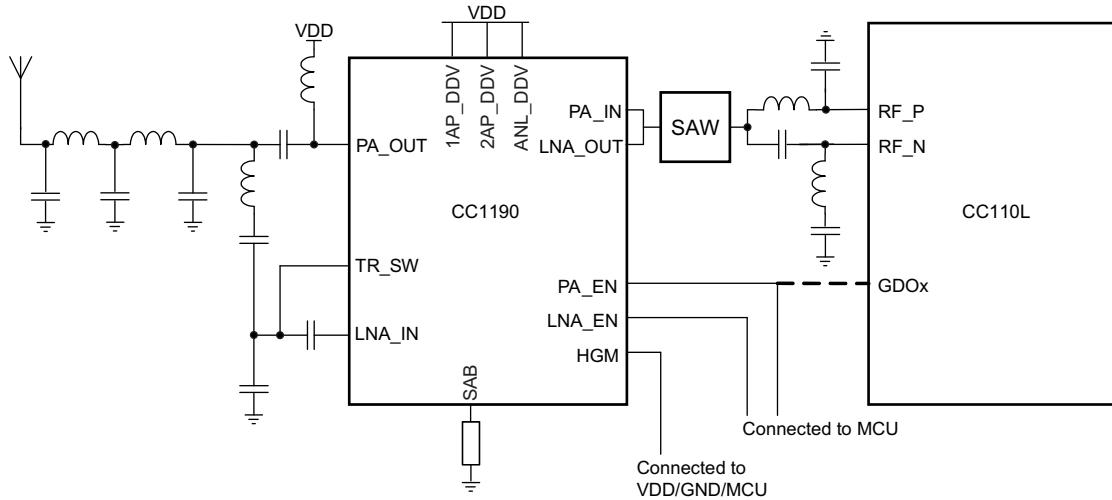 VDD
VDD
1AP_DDV
2AP_DDV
ANL_DDV
PA_OUT
PA_IN
LNA_OUT
SAW
RF_P
RF_N
CC1190
CC110L
TR_SW
PA_EN
GDOx
LNA_EN
LNA_IN
HGM
SAB
Connected to MCU
Connected to
VDD/GND/MCU